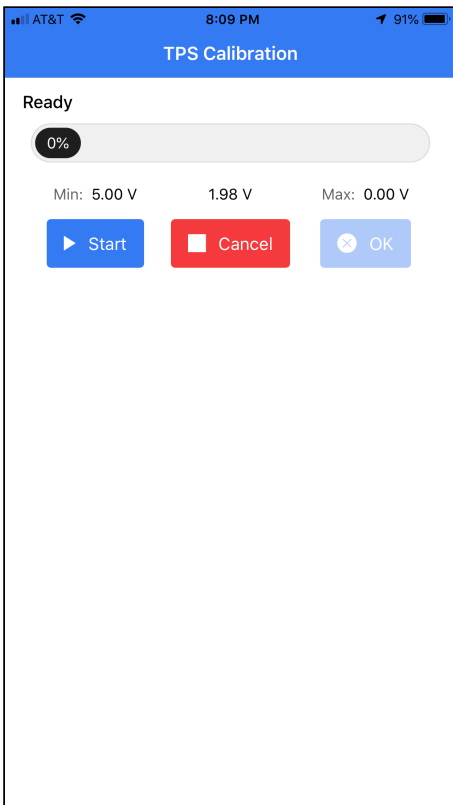 AT&T 8:09 PM 91%
TPS Calibration
Ready
0%
Min: 5.00 V 1.98 V Max: 0.00 V
Start Cancel OK